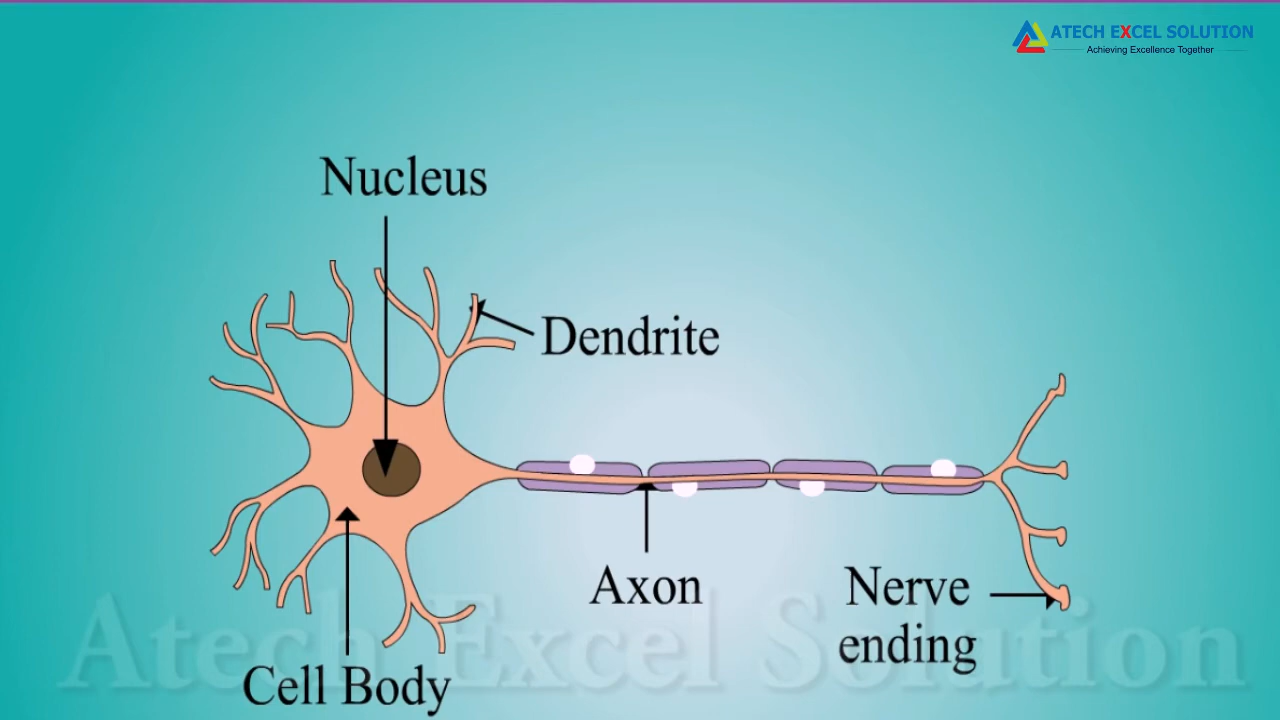 ATECH EXCEL SOLUTION
Achieving Excellence Together
Nucleus
Dendrite
Axon
Nerve
ending
Cell Body
Atech Excel Solution